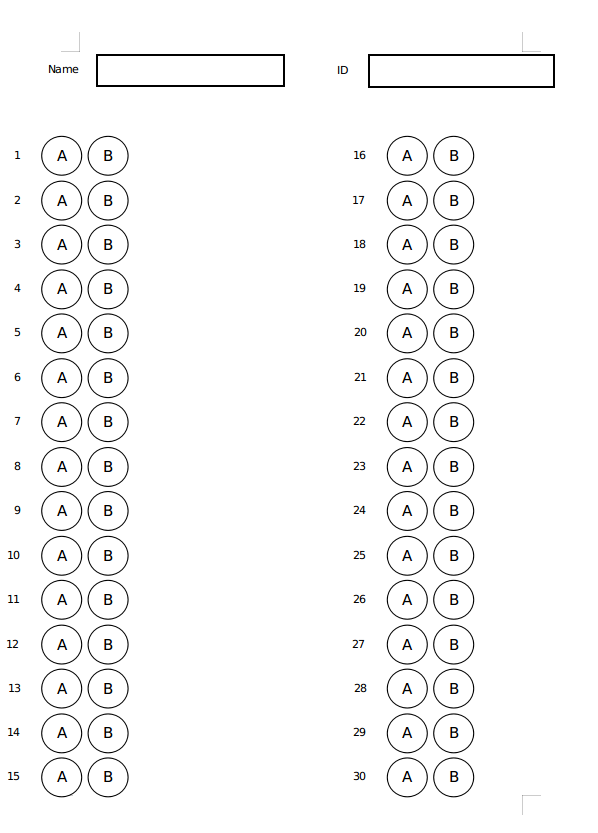 Name ID
1 A B
2 A B
3 A B
4 A B
5 A B
6 A B
7 A B
8 A B
9 A B
10 A B
11 A B
12 A B
13 A B
14 A B
15 A B
16 A B
17 A B
18 A B
19 A B
20 A B
21 A B
22 A B
23 A B
24 A B
25 A B
26 A B
27 A B
28 A B
29 A B
30 A B